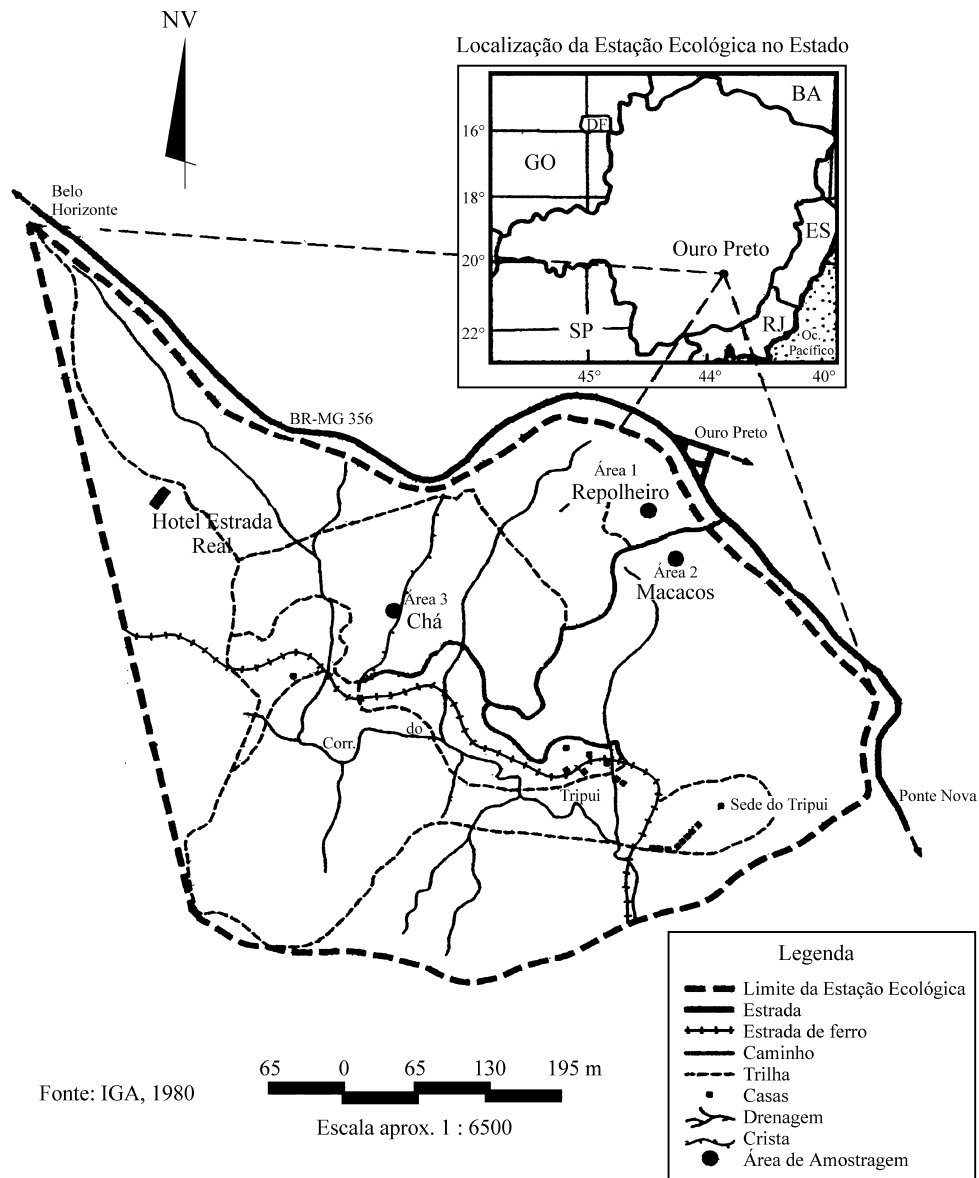 NV
Localização da Estação Ecológica no Estado
BA
16°
DF
GO
18°
ES
Ouro Preto
20°
SP
RJ
22°
Oc.
Pacífico
45°
44°
40°
Belo
Horizonte
BR-MG 356
Ouro Preto
Área 1
Repolheiro
Hotel Estrada
Real
Área 2
Macacos
Área 3
Chá
Corr.
do
Tripui
Sede do Tripui
Ponte Nova
Legenda
Limite da Estação Ecológica
Estrada
Estrada de ferro
Caminho
Trilha
Casas
Drenagem
Crista
Área de Amostragem
65 0 65 130 195 m
Fonte: IGA, 1980
Escala aprox. 1 : 6500